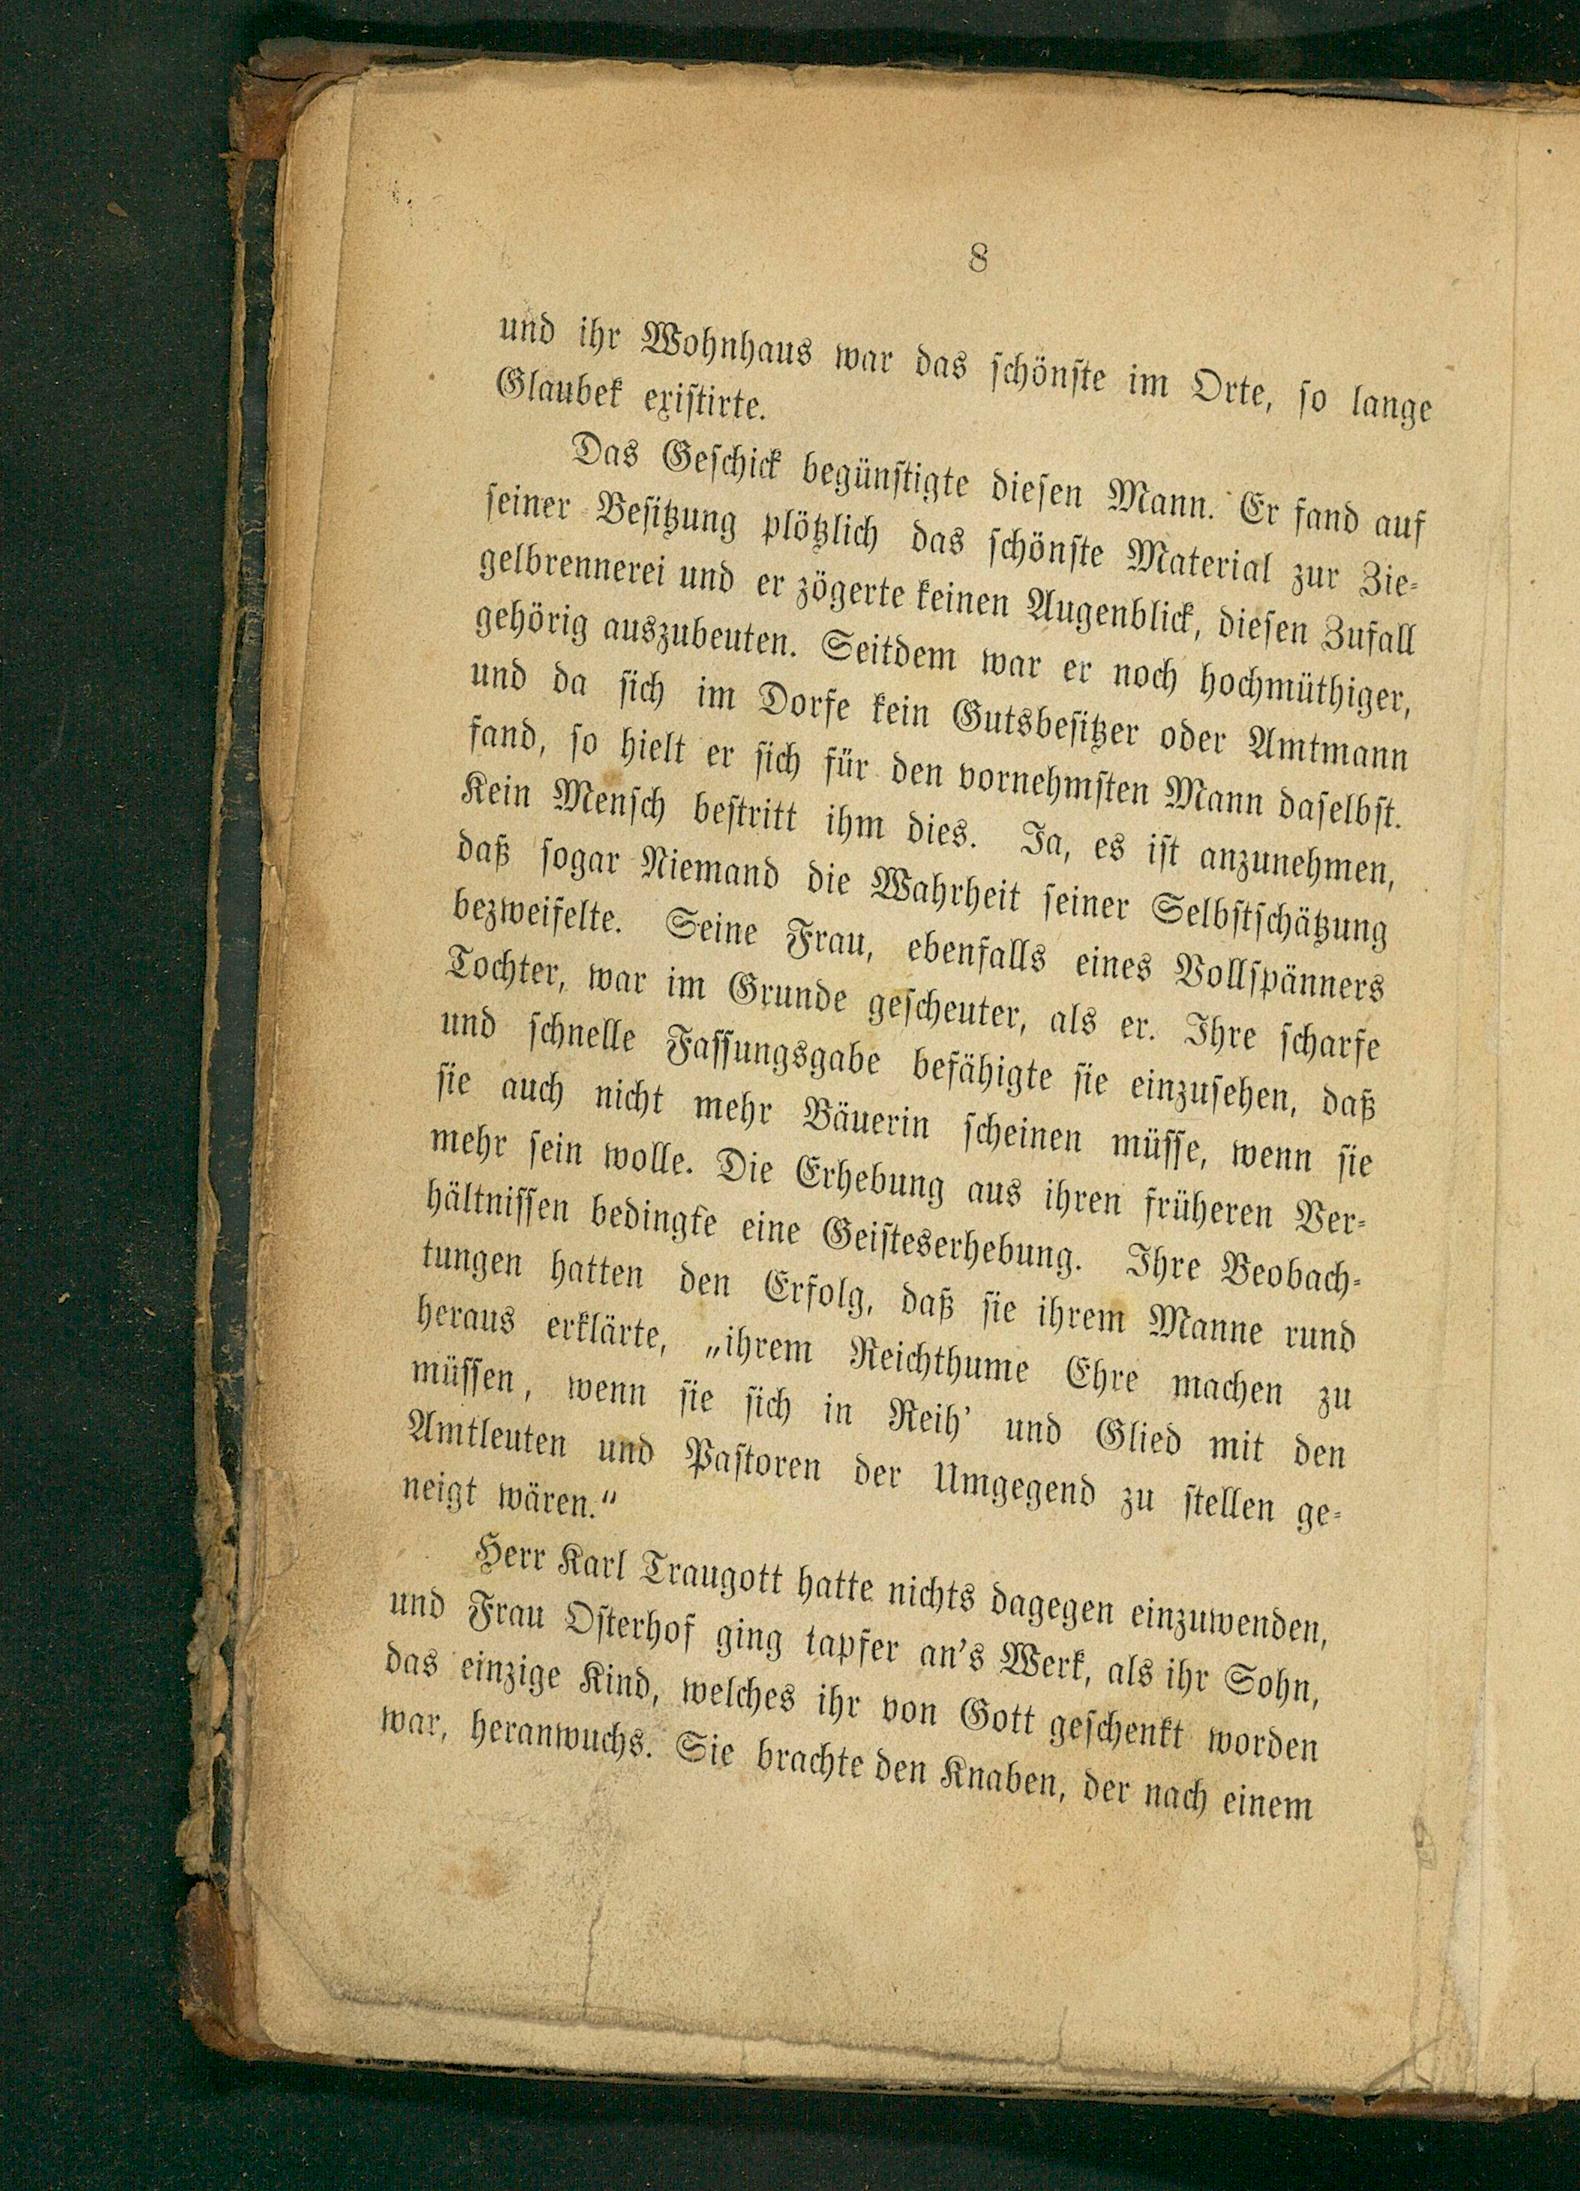 8
und ihr Wohnhaus war das schönste im Orte, so lange
Glaubek existirte.
Das Geschick begünstigte diesen Mann. Er fand auf
seiner Besitzung plötzlich das schönste Material zur Zie-
gelbrennerei und er zögerte keinen Augenblick, diesen Zufall
gehörig auszubeuten. Seitdem war er noch hochmüthiger,
und da sich im Dorfe kein Gutsbesitzer oder Amtmann
fand, so hielt er sich für den vornehmsten Mann daselbst.
Kein Mensch bestritt ihm dies. Ja, es ist anzunehmen,
daß sogar Niemand die Wahrheit seiner Selbstschätzung
bezweifelte. Seine Frau, ebenfalls eines Vollspänners
Tochter, war im Grunde gescheuter, als er. Ihre scharfe
und schnelle Fassungsgabe befähigte sie einzusehen, daß
sie auch nicht mehr Bäuerin scheinen müsse, wenn sie
mehr sein wolle. Die Erhebung aus ihren früheren Ver-
hältnissen bedingte eine Geisteserhebung. Ihre Beobach-
tungen hatten den Erfolg, daß sie ihrem Manne rund
heraus erklärte, „ihrem Reichthume Ehre machen zu
müssen, wenn sie sich in Reih' und Glied mit den
Amtleuten und Pastoren der Umgegend zu stellen ge-
neigt wären.“
Herr Karl Traugott hatte nichts dagegen einzuwenden,
und Frau Osterhof ging tapfer an's Werk, als ihr Sohn,
das einzige Kind, welches ihr von Gott geschenkt worden
war, heranwuchs. Sie brachte den Knaben, der nach einem